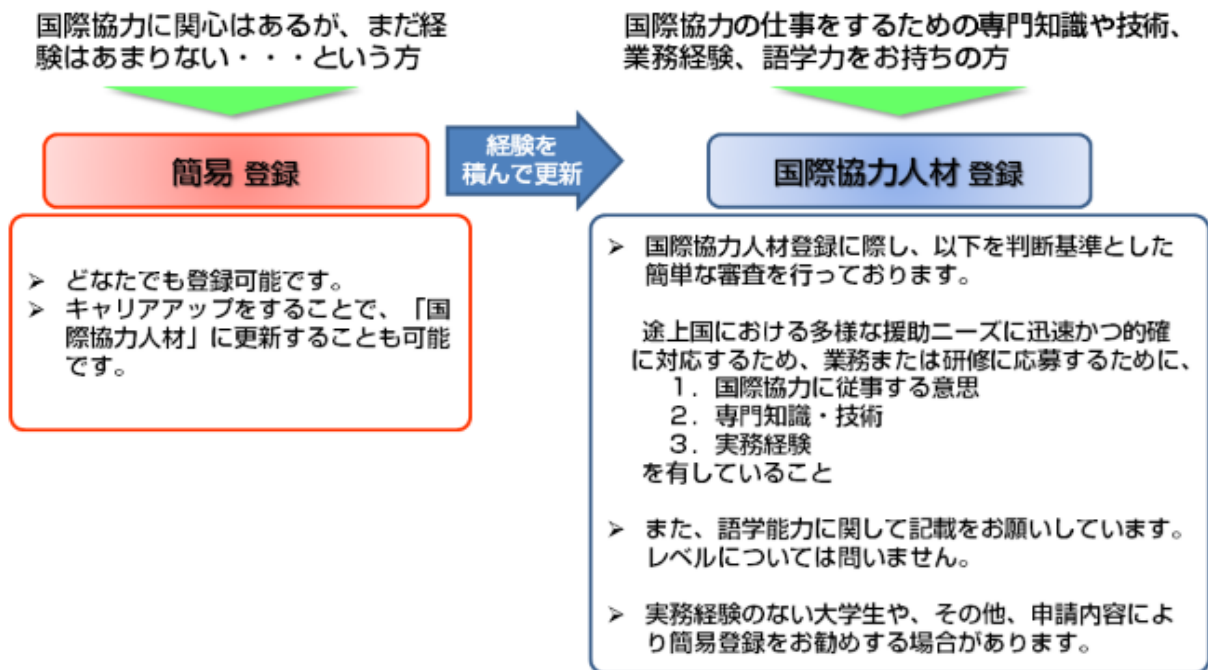 国際協力に関心はあるが、まだ経
験はあまりない・・・という方
簡易 登録
➢ どなたでも登録可能です。
➢ キャリアアップをすることで、「国
際協力人材」に更新することも可能
です。
経験を
積んで更新
国際協力の仕事をするための専門知識や技術、
業務経験、語学力をお持ちの方
国際協力人材 登録
➢ 国際協力人材登録に際し、以下を判断基準とした
簡単な審査を行っております。
途上国における多様な援助ニーズに迅速かつ的確
に対応するため、業務または研修に応募するために、
１．国際協力に従事する意思
２．専門知識・技術
３．実務経験
を有していること
➢ また、語学能力に関して記載をお願いしています。
レベルについては問いません。
➢ 実務経験のない大学生や、その他、申請内容によ
り簡易登録をお勧めする場合があります。